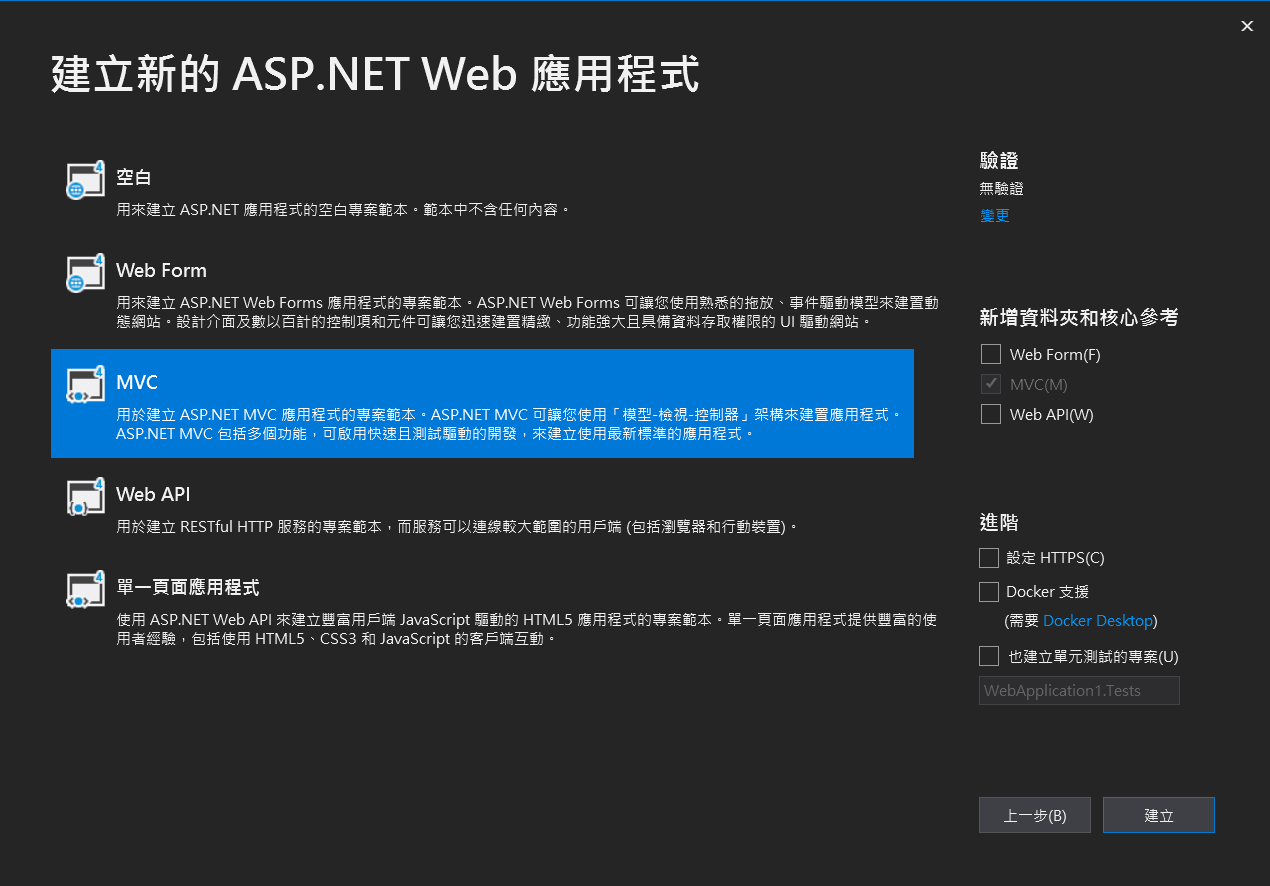 建立新的 ASP.NET Web 應用程式
空白
用來建立 ASP.NET 應用程式的空白專案範本。範本中不含任何內容。
Web Form
用來建立 ASP.NET Web Forms 應用程式的專案範本。ASP.NET Web Forms 可讓您使用熟悉的拖放、事件驅動模型來建置動
態網站。設計介面及數以百計的控制項和元件可讓您迅速建置精緻、功能強大且具備資料存取權限的 UI 驅動網站。
MVC
用於建立 ASP.NET MVC 應用程式的專案範本。ASP.NET MVC 可讓您使用「模型-檢視-控制器」架構來建置應用程式。
ASP.NET MVC 包括多個功能，可啟用快速且測試驅動的開發，來建立使用最新標準的應用程式。
Web API
用於建立 RESTful HTTP 服務的專案範本，而服務可以連線較大範圍的用戶端 (包括瀏覽器和行動裝置)。
單一頁面應用程式
使用 ASP.NET Web API 來建立豐富用戶端 JavaScript 驅動的 HTML5 應用程式的專案範本。單一頁面應用程式提供豐富的使
用者經驗，包括使用 HTML5、CSS3 和 JavaScript 的客戶端互動。
驗證
無驗證
變更
新增資料夾和核心參考
Web Form(F)
MVC(M)
Web API(W)
進階
設定 HTTPS(C)
Docker 支援
(需要 Docker Desktop)
也建立單元測試的專案(U)
WebApplication1.Tests
上一步(B)
建立